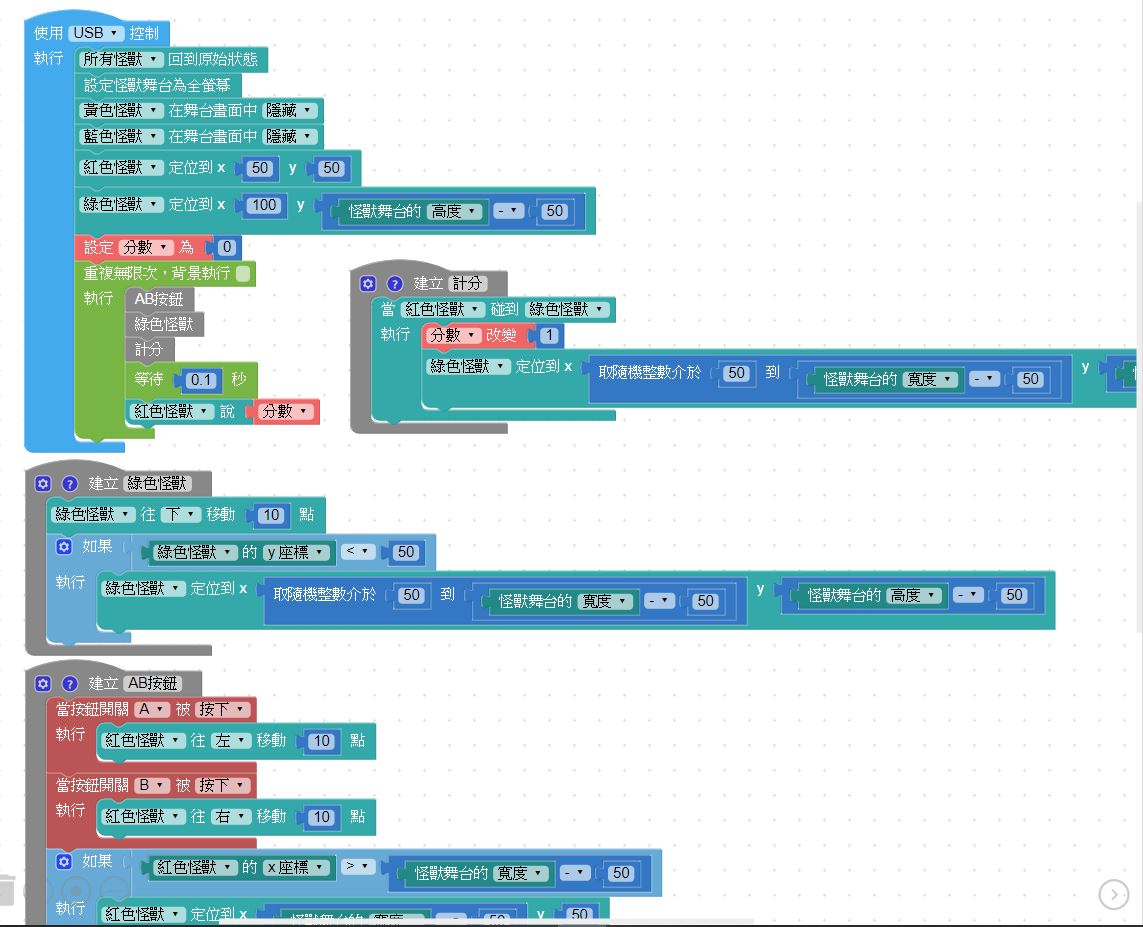 使用 USB 控制
執行 所有怪獸 回到原始狀態
設定怪獸舞台為全螢幕
黃色怪獸 在舞台畫面中 隱藏
藍色怪獸 在舞台畫面中 隱藏
紅色怪獸 定位到 x 50 y 50
綠色怪獸 定位到 x 100 y 怪獸舞台的 高度 - 50
設定 分數 為 0
重複無限次，背景執行
執行 AB按鈕
綠色怪獸
計分
等待 0.1 秒
紅色怪獸 說 分數
? 建立 計分
當 紅色怪獸 碰到 綠色怪獸
執行 分數 改變 1
綠色怪獸 定位到 x 取隨機整數介於 50 到 怪獸舞台的 寬度 - 50 y
? 建立 綠色怪獸
綠色怪獸 往 下 移動 10 點
如果 綠色怪獸 的 y 座標 < 50
執行 綠色怪獸 定位到 x 取隨機整數介於 50 到 怪獸舞台的 寬度 - 50 y 怪獸舞台的 高度 - 50
? 建立 AB按鈕
當按鈕開關 A 被 按下
執行 紅色怪獸 往 左 移動 10 點
當按鈕開關 B 被 按下
執行 紅色怪獸 往 右 移動 10 點
如果 紅色怪獸 的 x 座標 > 怪獸舞台的 寬度 - 50
執行 紅色怪獸 定位到 x 怪獸舞台的 寬度 - 50 y 50